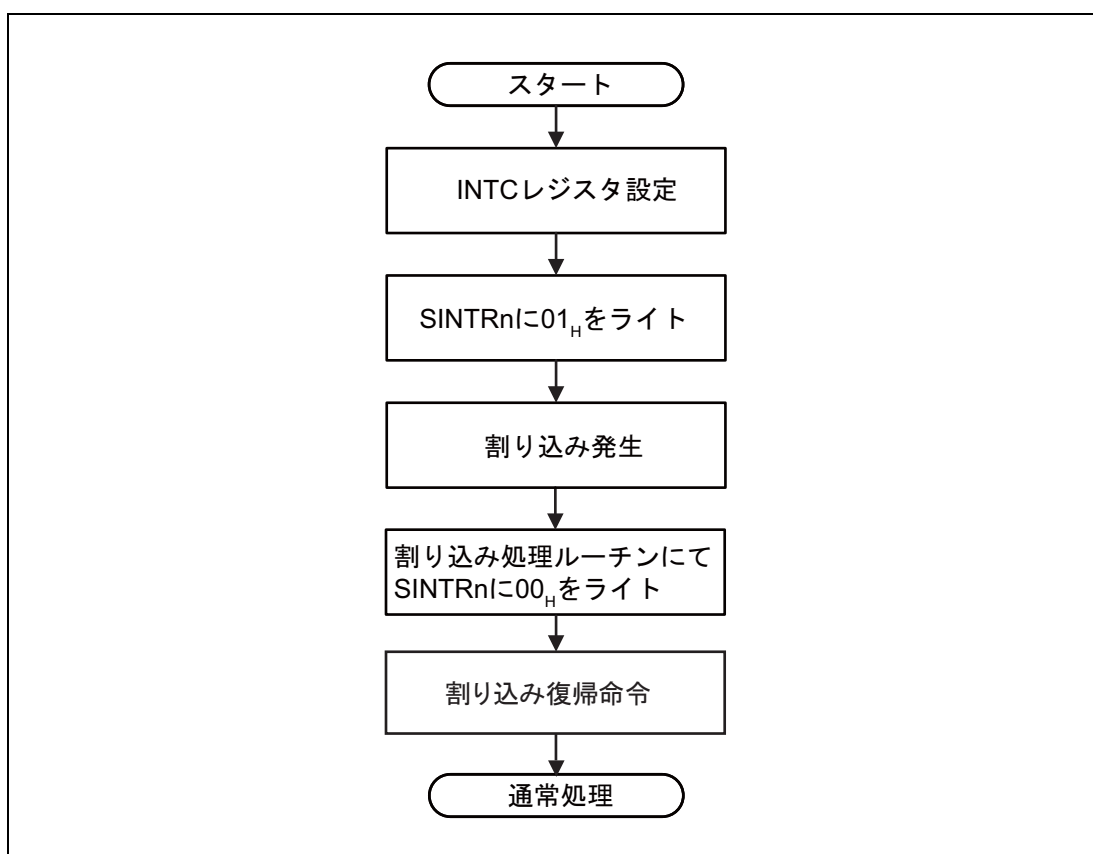 スタート
INTCレジスタ設定
SINTRnに01Hをライト
割り込み発生
割り込み処理ルーチンにて
SINTRnに00Hをライト
割り込み復帰命令
通常処理